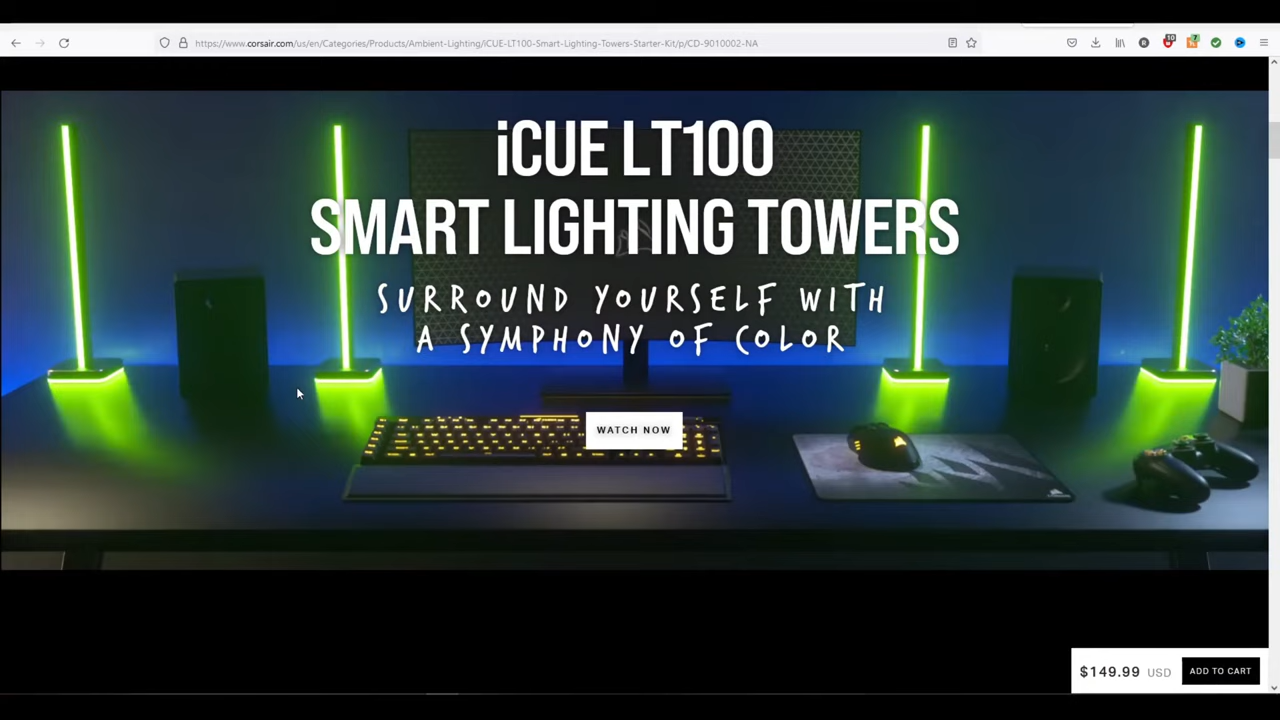 https://www.corsair.com/us/en/Categories/Products/Ambient-Lighting/iCUE-LT100-Smart-Lighting-Towers-Starter-Kit/p/CD-9010002-NA
10
7
iCUE LT100
SMART LIGHTING TOWERS
SURROUND YOURSELF WITH
A SYMPHONY OF COLOR
WATCH NOW
$149.99 USD
ADD TO CART